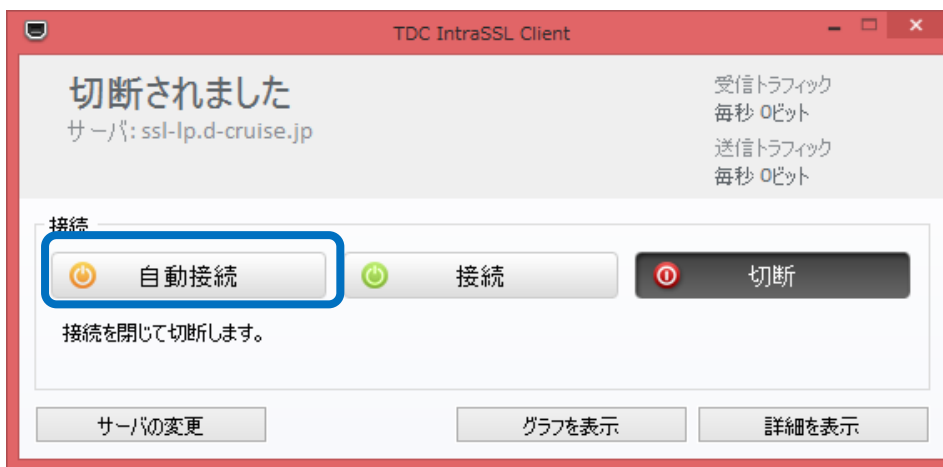 TDC IntraSSL Client
切断されました
サーバ: ssl-lp.d-cruise.jp
受信トラフィック
毎秒 0ビット
送信トラフィック
毎秒 0ビット
接続
自動接続
接続
切断
接続を閉じて切断します。
サーバの変更
グラフを表示
詳細を表示